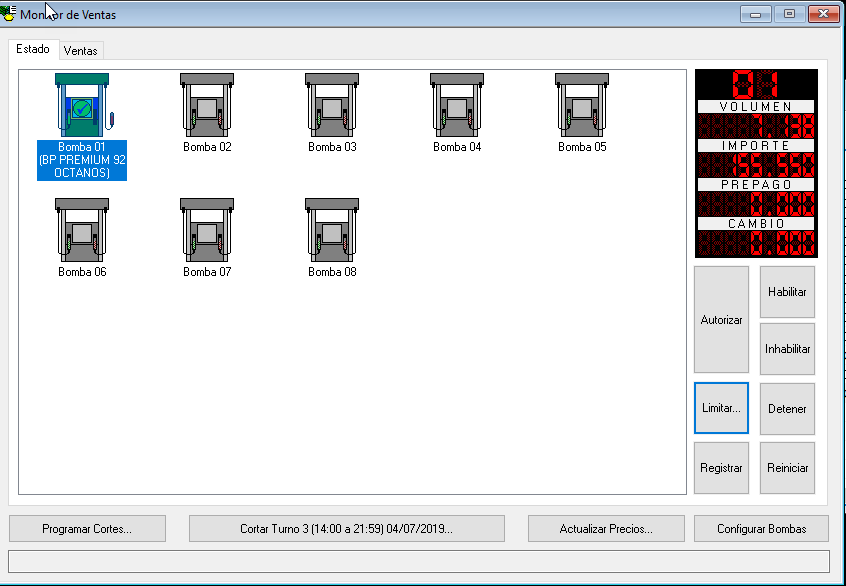 Monitor de Ventas
Estado
Ventas
Bomba 01
(BP PREMIUM 92
OCTANOS)
Bomba 02
Bomba 03
Bomba 04
Bomba 05
Bomba 06
Bomba 07
Bomba 08
01
VOLUMEN
7.198
IMPORTE
155.550
PREPAGO
0.000
CAMBIO
0.000
Autorizar
Habilitar
Inhabilitar
Limitar...
Detener
Registrar
Reiniciar
Programar Cortes...
Cortar Turno 3 (14:00 a 21:59) 04/07/2019...
Actualizar Precios...
Configurar Bombas